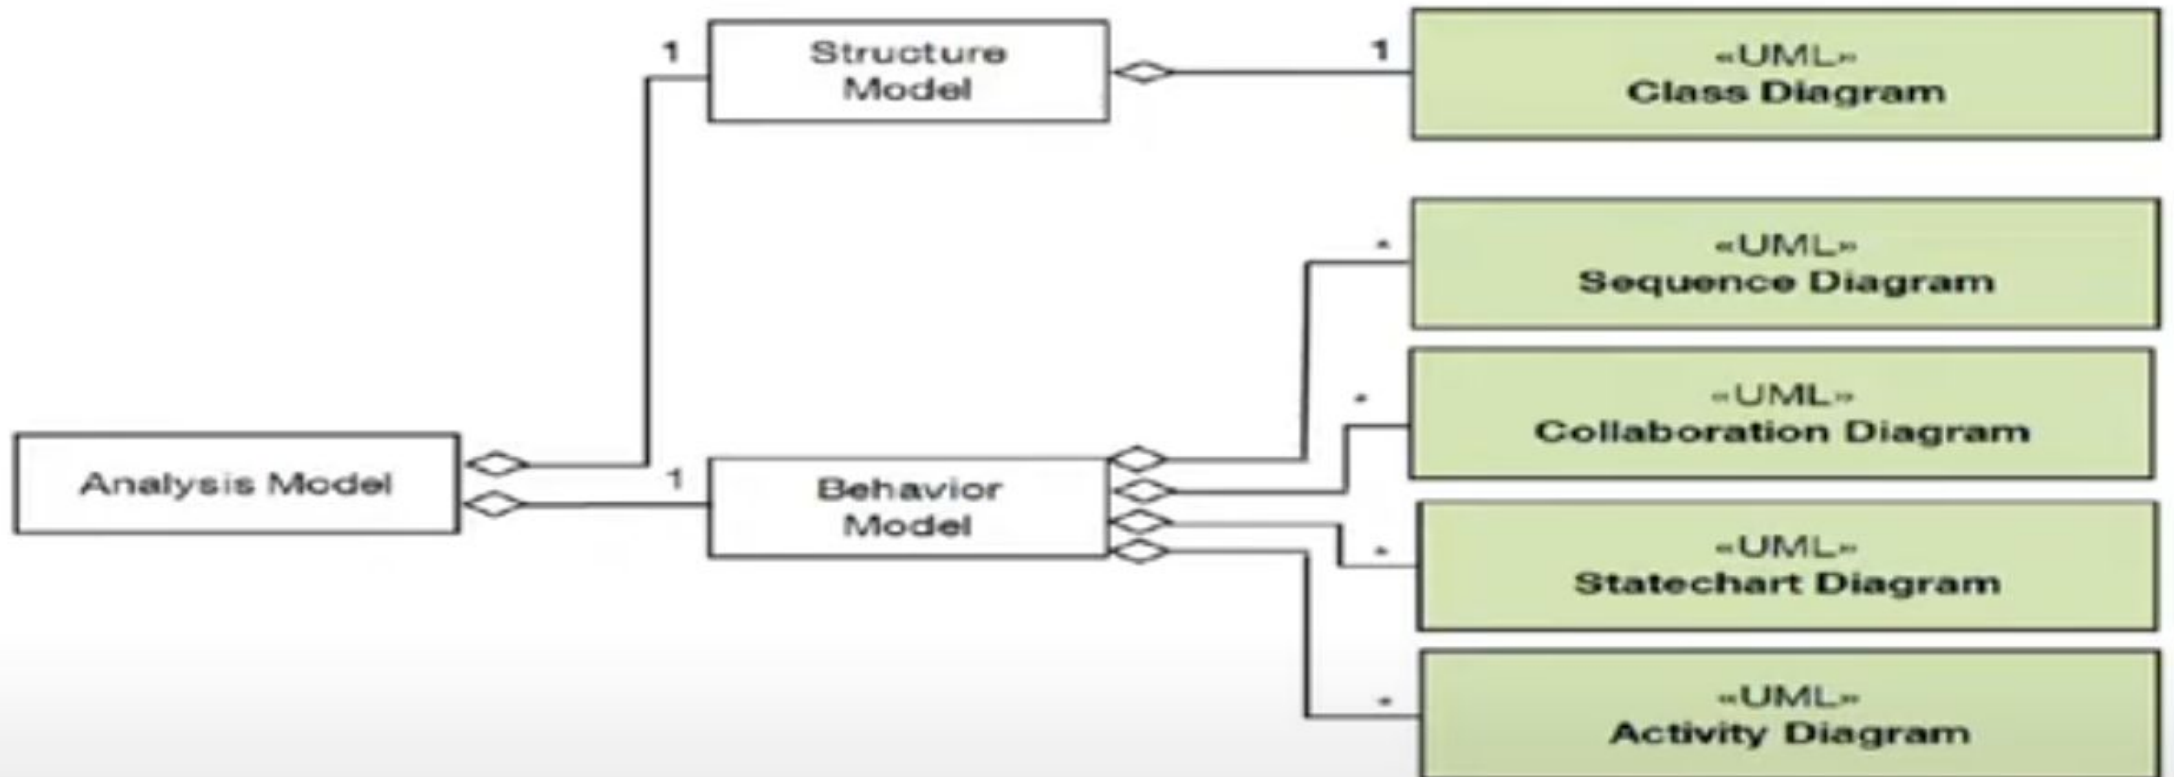 1
Structure
Model
1
«UML»
Class Diagram
*
«UML»
Sequence Diagram
*
«UML»
Collaboration Diagram
Analysis Model
1
Behavior
Model
*
«UML»
Statechart Diagram
*
«UML»
Activity Diagram